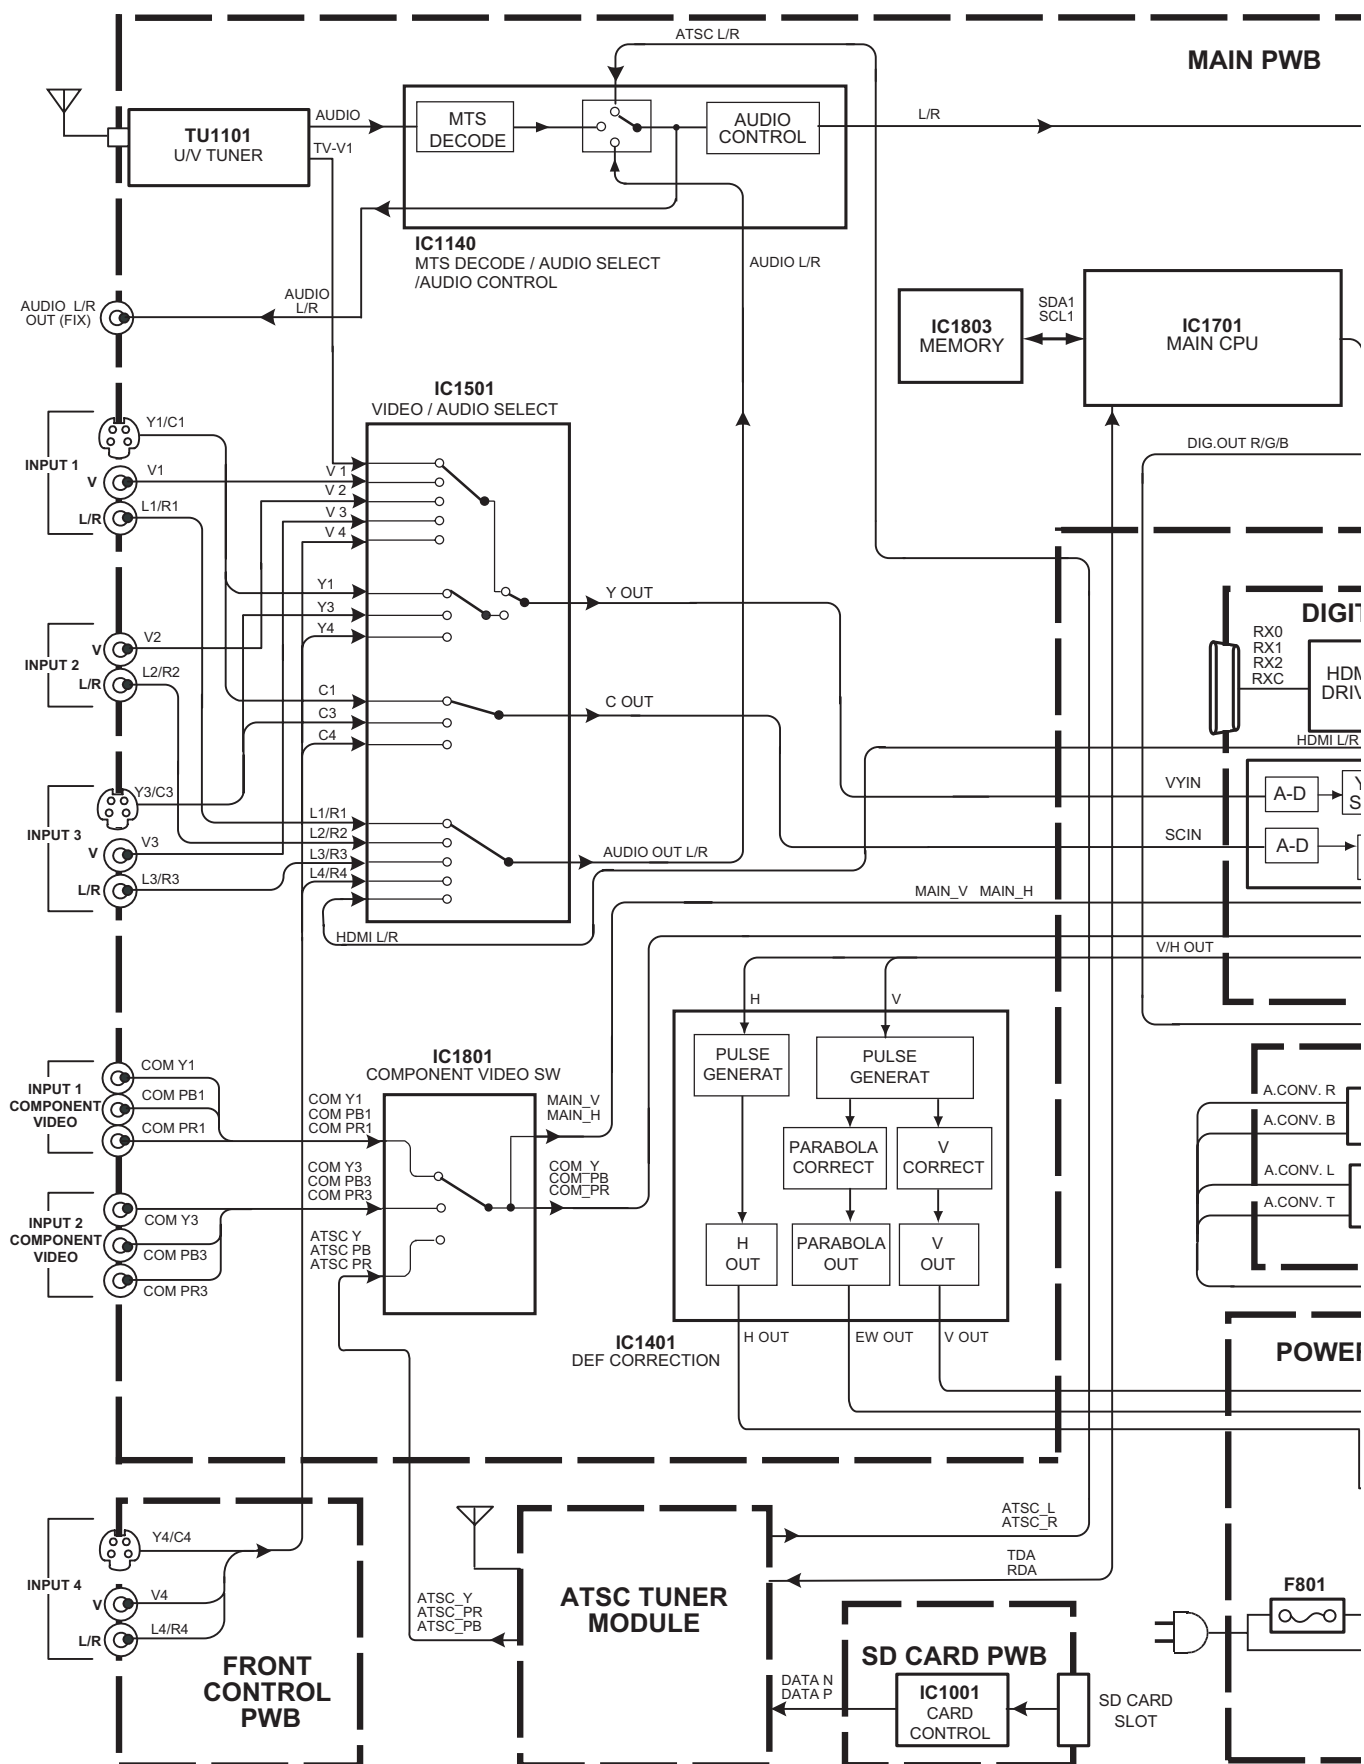 ATSC L/R
MAIN PWB
TU1101
U/V TUNER
AUDIO
TV-V1
MTS
DECODE
AUDIO
CONTROL
L/R
IC1140
MTS DECODE / AUDIO SELECT
/AUDIO CONTROL
AUDIO L/R
AUDIO L/R
OUT (FIX)
AUDIO
L/R
IC1803
MEMORY
SDA1
SCL1
IC1701
MAIN CPU
IC1501
VIDEO / AUDIO SELECT
DIG.OUT R/G/B
INPUT 1
V
L/R
Y1/C1
V1
L1/R1
V 1
V 2
V 3
V 4
Y1
Y3
Y4
Y OUT
INPUT 2
V
L/R
V2
L2/R2
C1
C3
C4
C OUT
DIGIT
RX0
RX1
RX2
RXC
HDM
DRIV
HDMI L/R
INPUT 3
V
L/R
Y3/C3
V3
L3/R3
L1/R1
L2/R2
L3/R3
L4/R4
AUDIO OUT L/R
HDMI L/R
VYIN
A-D
Y
S
SCIN
A-D
MAIN_V MAIN_H
V/H OUT
H
V
INPUT 1
COMPONENT
VIDEO
COM Y1
COM PB1
COM PR1
IC1801
COMPONENT VIDEO SW
COM Y1
COM PB1
COM PR1
MAIN_V
MAIN_H
COM Y3
COM PB3
COM PR3
COM_Y
COM_PB
COM_PR
ATSC Y
ATSC PB
ATSC PR
INPUT 2
COMPONENT
VIDEO
COM Y3
COM PB3
COM PR3
PULSE
GENERAT
PULSE
GENERAT
PARABOLA
CORRECT
V
CORRECT
H
OUT
PARABOLA
OUT
V
OUT
IC1401
DEF CORRECTION
H OUT
EW OUT
V OUT
A.CONV. R
A.CONV. B
A.CONV. L
A.CONV. T
POWER
INPUT 4
V
L/R
Y4/C4
V4
L4/R4
FRONT
CONTROL
PWB
ATSC_Y
ATSC_PR
ATSC_PB
ATSC TUNER
MODULE
ATSC_L
ATSC_R
TDA
RDA
SD CARD PWB
DATA N
DATA P
IC1001
CARD
CONTROL
SD CARD
SLOT
F801